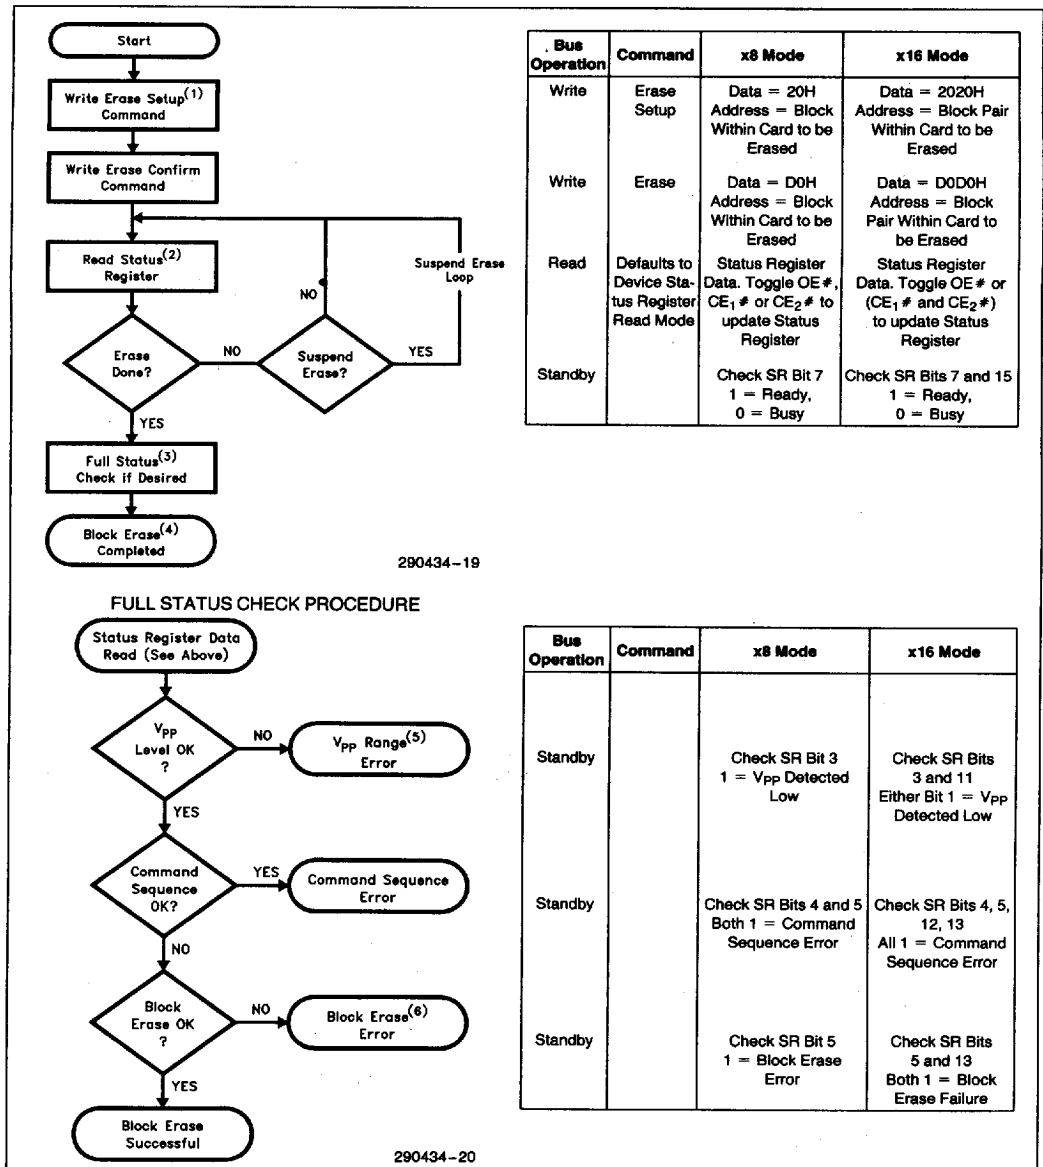 Start
Write Erase Setup(1)
Command
Write Erase Confirm
Command
Read Status(2)
Register
Suspend Erase
Loop
NO
Erase
Done?
NO
Suspend
Erase?
YES
YES
Full Status(3)
Check if Desired
Block Erase(4)
Completed
290434-19
Bus Operation | Command | x8 Mode | x16 Mode
Write | Erase | Data = 20H | Data = 2020H
Setup | Address = Block | Address = Block Pair
Within Card to be | Within Card to be
Erased | Erased
Write | Erase | Data = D0H | Data = D0D0H
Address = Block | Address = Block
Within Card to be | Pair Within Card to
Erased | be Erased
Read | Defaults to | Status Register | Status Register
Device Sta- | Data. Toggle OE#, | Data. Toggle OE# or
tus Register | CE1# or CE2# to | (CE1# and CE2#)
Read Mode | update Status | to update Status
Register | Register
Standby | Check SR Bit 7 | Check SR Bits 7 and 15
1 = Ready, | 1 = Ready,
0 = Busy | 0 = Busy
FULL STATUS CHECK PROCEDURE
Status Register Data
Read (See Above)
VPP
Level OK
?
NO
VPP Range(5)
Error
YES
Command
Sequence
OK?
YES
Command Sequence
Error
NO
Block
Erase OK
?
NO
Block Erase(6)
Error
YES
Block Erase
Successful
290434-20
Bus Operation | Command | x8 Mode | x16 Mode
Standby | Check SR Bit 3 | Check SR Bits
1 = VPP Detected | 3 and 11
Low | Either Bit 1 = VPP
Detected Low
Standby | Check SR Bits 4 and 5 | Check SR Bits 4, 5,
Both 1 = Command | 12, 13
Sequence Error | All 1 = Command
Sequence Error
Standby | Check SR Bit 5 | Check SR Bits
1 = Block Erase | 5 and 13
Error | Both 1 = Block
Erase Failure